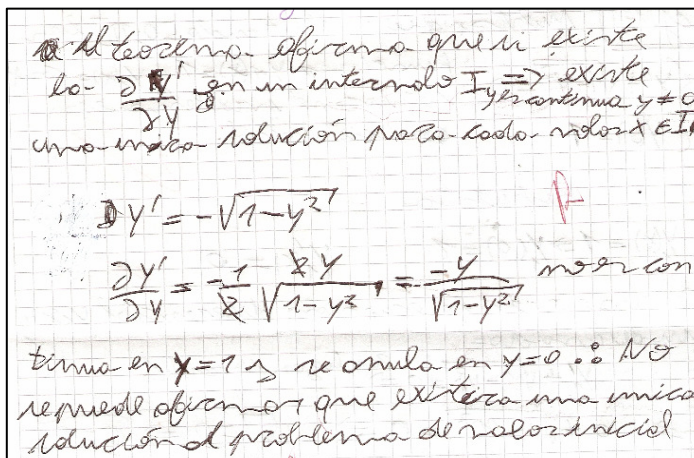 el teorema afirma que si existe
la ∂y'/∂y en un intervalo I y es continua y ≠ 0 => existe
una única solución para cada valor x ∈ I
y' = -√(1-y²)
∂y'/∂y = -1/2 2y/√(1-y²) = -y/√(1-y²) no es con
tinua en y=1 y se anula en y=0 ∴ No
se puede afirmar que existira una unica
solución al problema de valor inicial